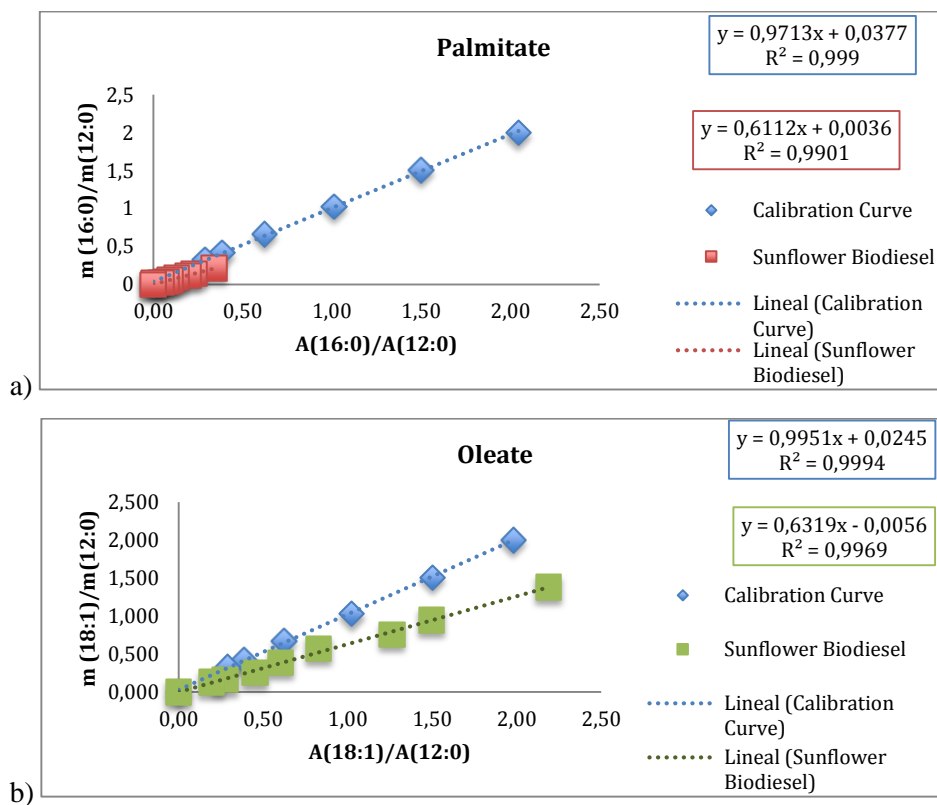 Palmitate
y = 0,9713x + 0,0377
R² = 0,999
y = 0,6112x + 0,0036
R² = 0,9901
m (16:0)/m(12:0)
2,5
2
1,5
1
0,5
0
0,00 0,50 1,00 1,50 2,00 2,50
A(16:0)/A(12:0)
Calibration Curve
Sunflower Biodiesel
Lineal (Calibration
Curve)
Lineal (Sunflower
Biodiesel)
a)
Oleate
y = 0,9951x + 0,0245
R² = 0,9994
y = 0,6319x - 0,0056
R² = 0,9969
m (18:1)/m(12:0)
2,500
2,000
1,500
1,000
0,500
0,000
0,00 0,50 1,00 1,50 2,00 2,50
A(18:1)/A(12:0)
Calibration Curve
Sunflower Biodiesel
Lineal (Calibration
Curve)
Lineal (Sunflower
Biodiesel)
b)